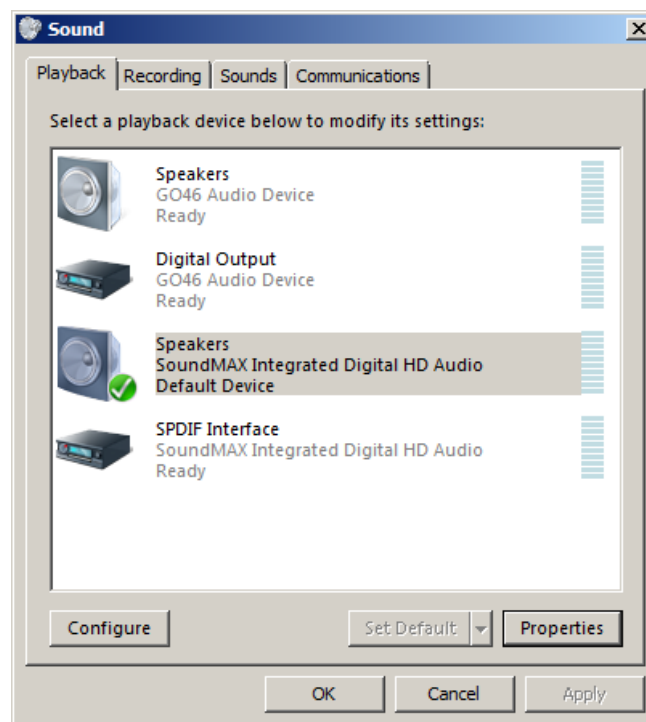 Sound
Playback Recording Sounds Communications
Select a playback device below to modify its settings:
Speakers
GO46 Audio Device
Ready
Digital Output
GO46 Audio Device
Ready
Speakers
SoundMAX Integrated Digital HD Audio
Default Device
SPDIF Interface
SoundMAX Integrated Digital HD Audio
Ready
Configure Set Default Properties
OK Cancel Apply